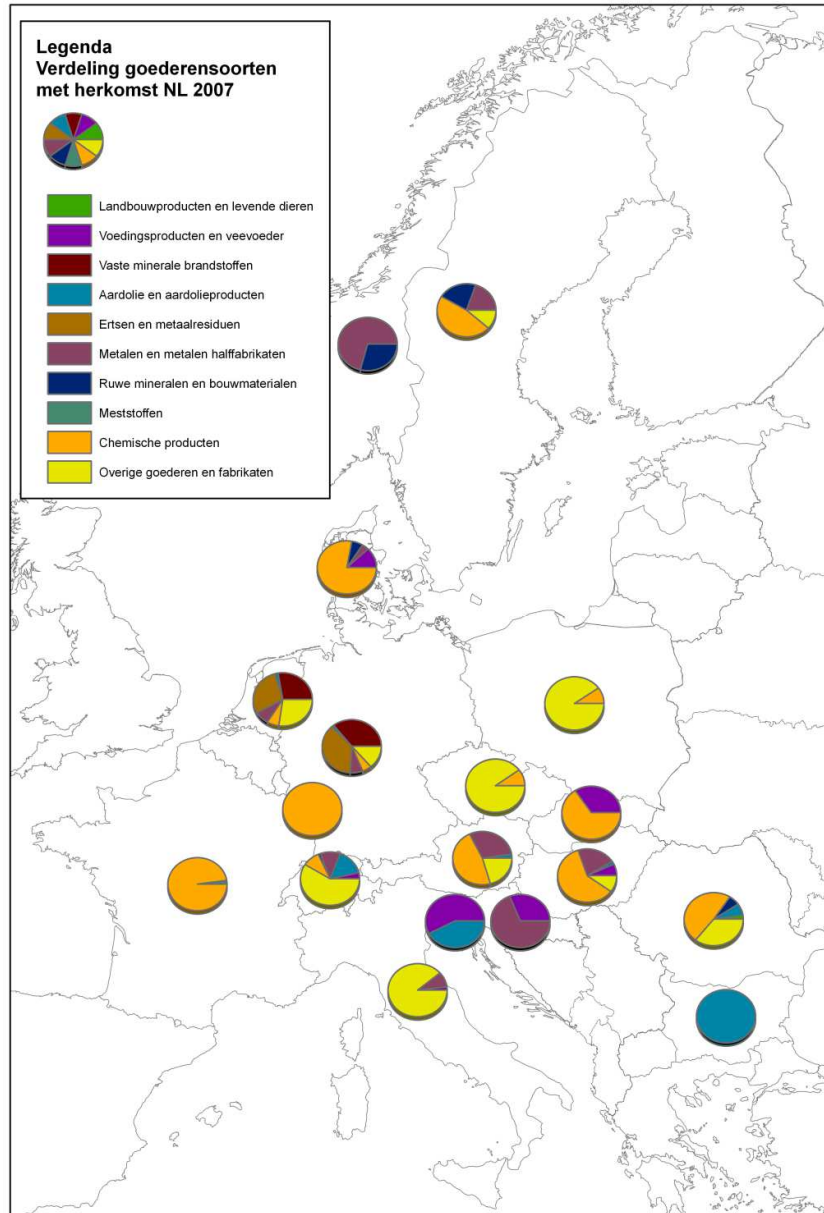 Legenda
Verdeling goederensoorten
met herkomst NL 2007
Landbouwproducten en levende dieren
Voedingsproducten en veevoeder
Vaste minerale brandstoffen
Aardolie en aardolieproducten
Ertsen en metaalresiduen
Metalen en metalen halffabrikaten
Ruwe mineralen en bouwmaterialen
Meststoffen
Chemische producten
Overige goederen en fabrikaten